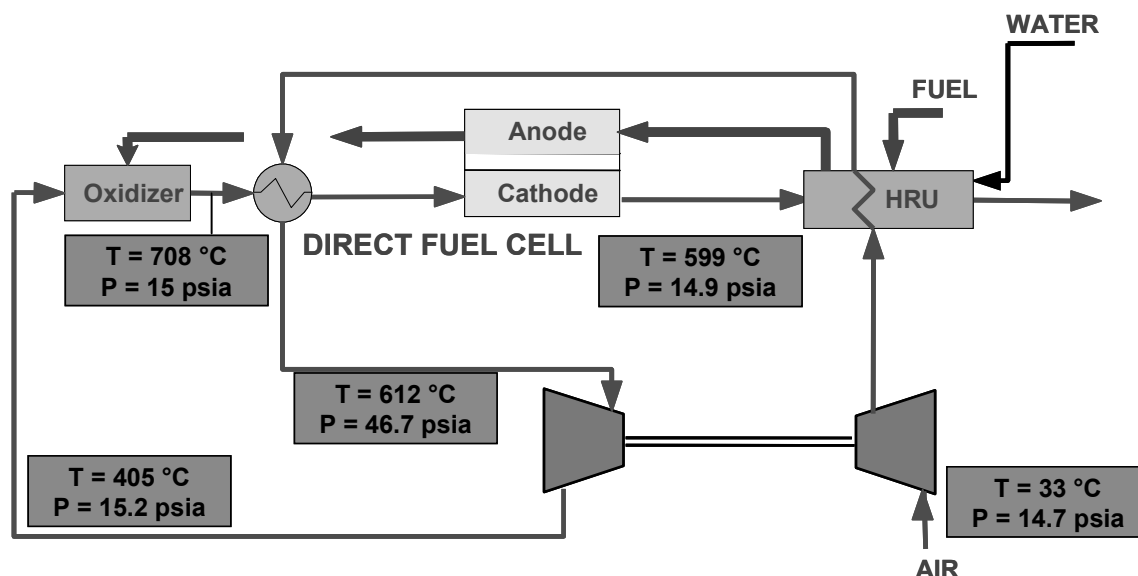 WATER
FUEL
Anode
Oxidizer
Cathode
HRU
DIRECT FUEL CELL
T = 708 °C
P = 15 psia
T = 599 °C
P = 14.9 psia
T = 612 °C
P = 46.7 psia
T = 405 °C
P = 15.2 psia
T = 33 °C
P = 14.7 psia
AIR